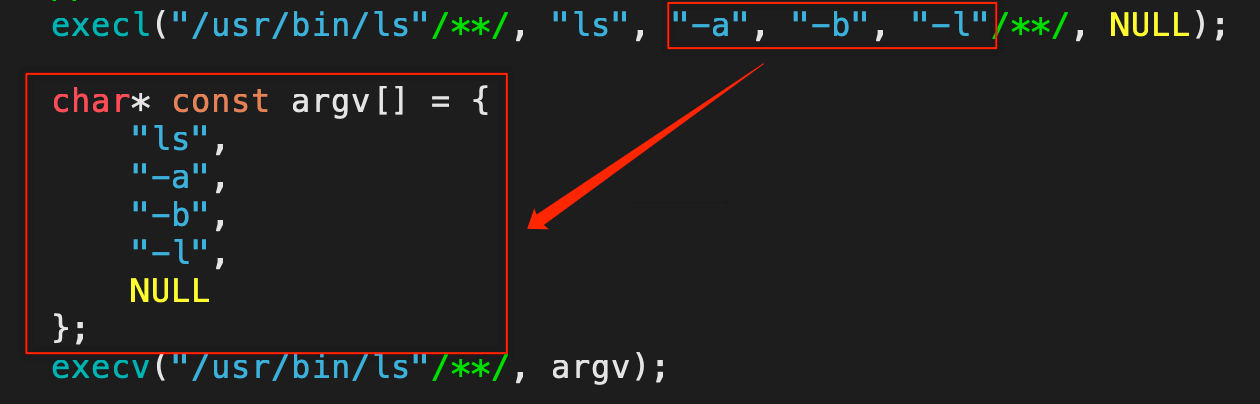 execl("/usr/bin/ls"/**/, "ls", "-a", "-b", "-l"/**/, NULL);
char* const argv[] = {
"ls",
"-a",
"-b",
"-l",
NULL
};
execv("/usr/bin/ls"/**/, argv);